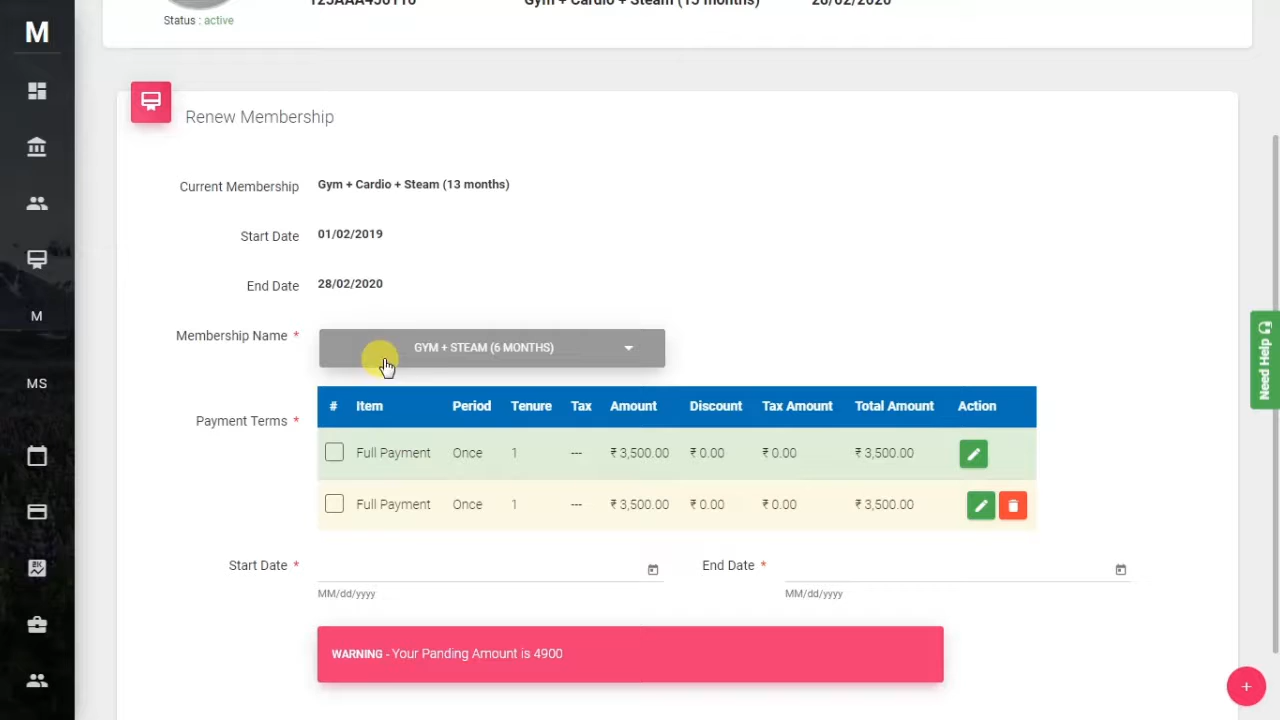 M
Status : active
Gym + Cardio + Steam (13 months)
28/02/2020
Renew Membership
Current Membership Gym + Cardio + Steam (13 months)
Start Date 01/02/2019
End Date 28/02/2020
Membership Name * GYM + STEAM (6 MONTHS)
Payment Terms *
# Item Period Tenure Tax Amount Discount Tax Amount Total Amount Action
Full Payment Once 1 --- ₹ 3,500.00 ₹ 0.00 ₹ 0.00 ₹ 3,500.00
Full Payment Once 1 --- ₹ 3,500.00 ₹ 0.00 ₹ 0.00 ₹ 3,500.00
Start Date * End Date *
MM/dd/yyyy MM/dd/yyyy
WARNING - Your Panding Amount is 4900
M
MS
Need Help
+